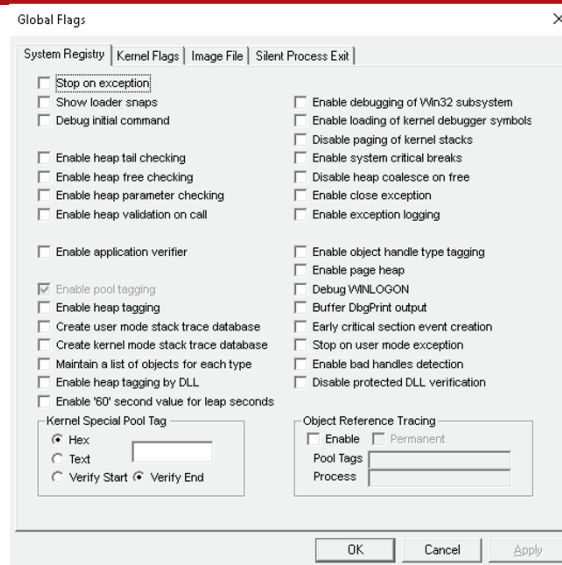 Global Flags
System Registry
Kernel Flags
Image File
Silent Process Exit
Stop on exception
Show loader snaps
Debug initial command
Enable heap tail checking
Enable heap free checking
Enable heap parameter checking
Enable heap validation on call
Enable application verifier
Enable pool tagging
Enable heap tagging
Create user mode stack trace database
Create kernel mode stack trace database
Maintain a list of objects for each type
Enable heap tagging by DLL
Enable '60' second value for leap seconds
Enable debugging of Win32 subsystem
Enable loading of kernel debugger symbols
Disable paging of kernel stacks
Enable system critical breaks
Disable heap coalesce on free
Enable close exception
Enable exception logging
Enable object handle type tagging
Enable page heap
Debug WINLOGON
Buffer DbgPrint output
Early critical section event creation
Stop on user mode exception
Enable bad handles detection
Disable protected DLL verification
Kernel Special Pool Tag
Hex
Text
Verify Start
Verify End
Object Reference Tracing
Enable
Permanent
Pool Tags
Process
OK
Cancel
Apply